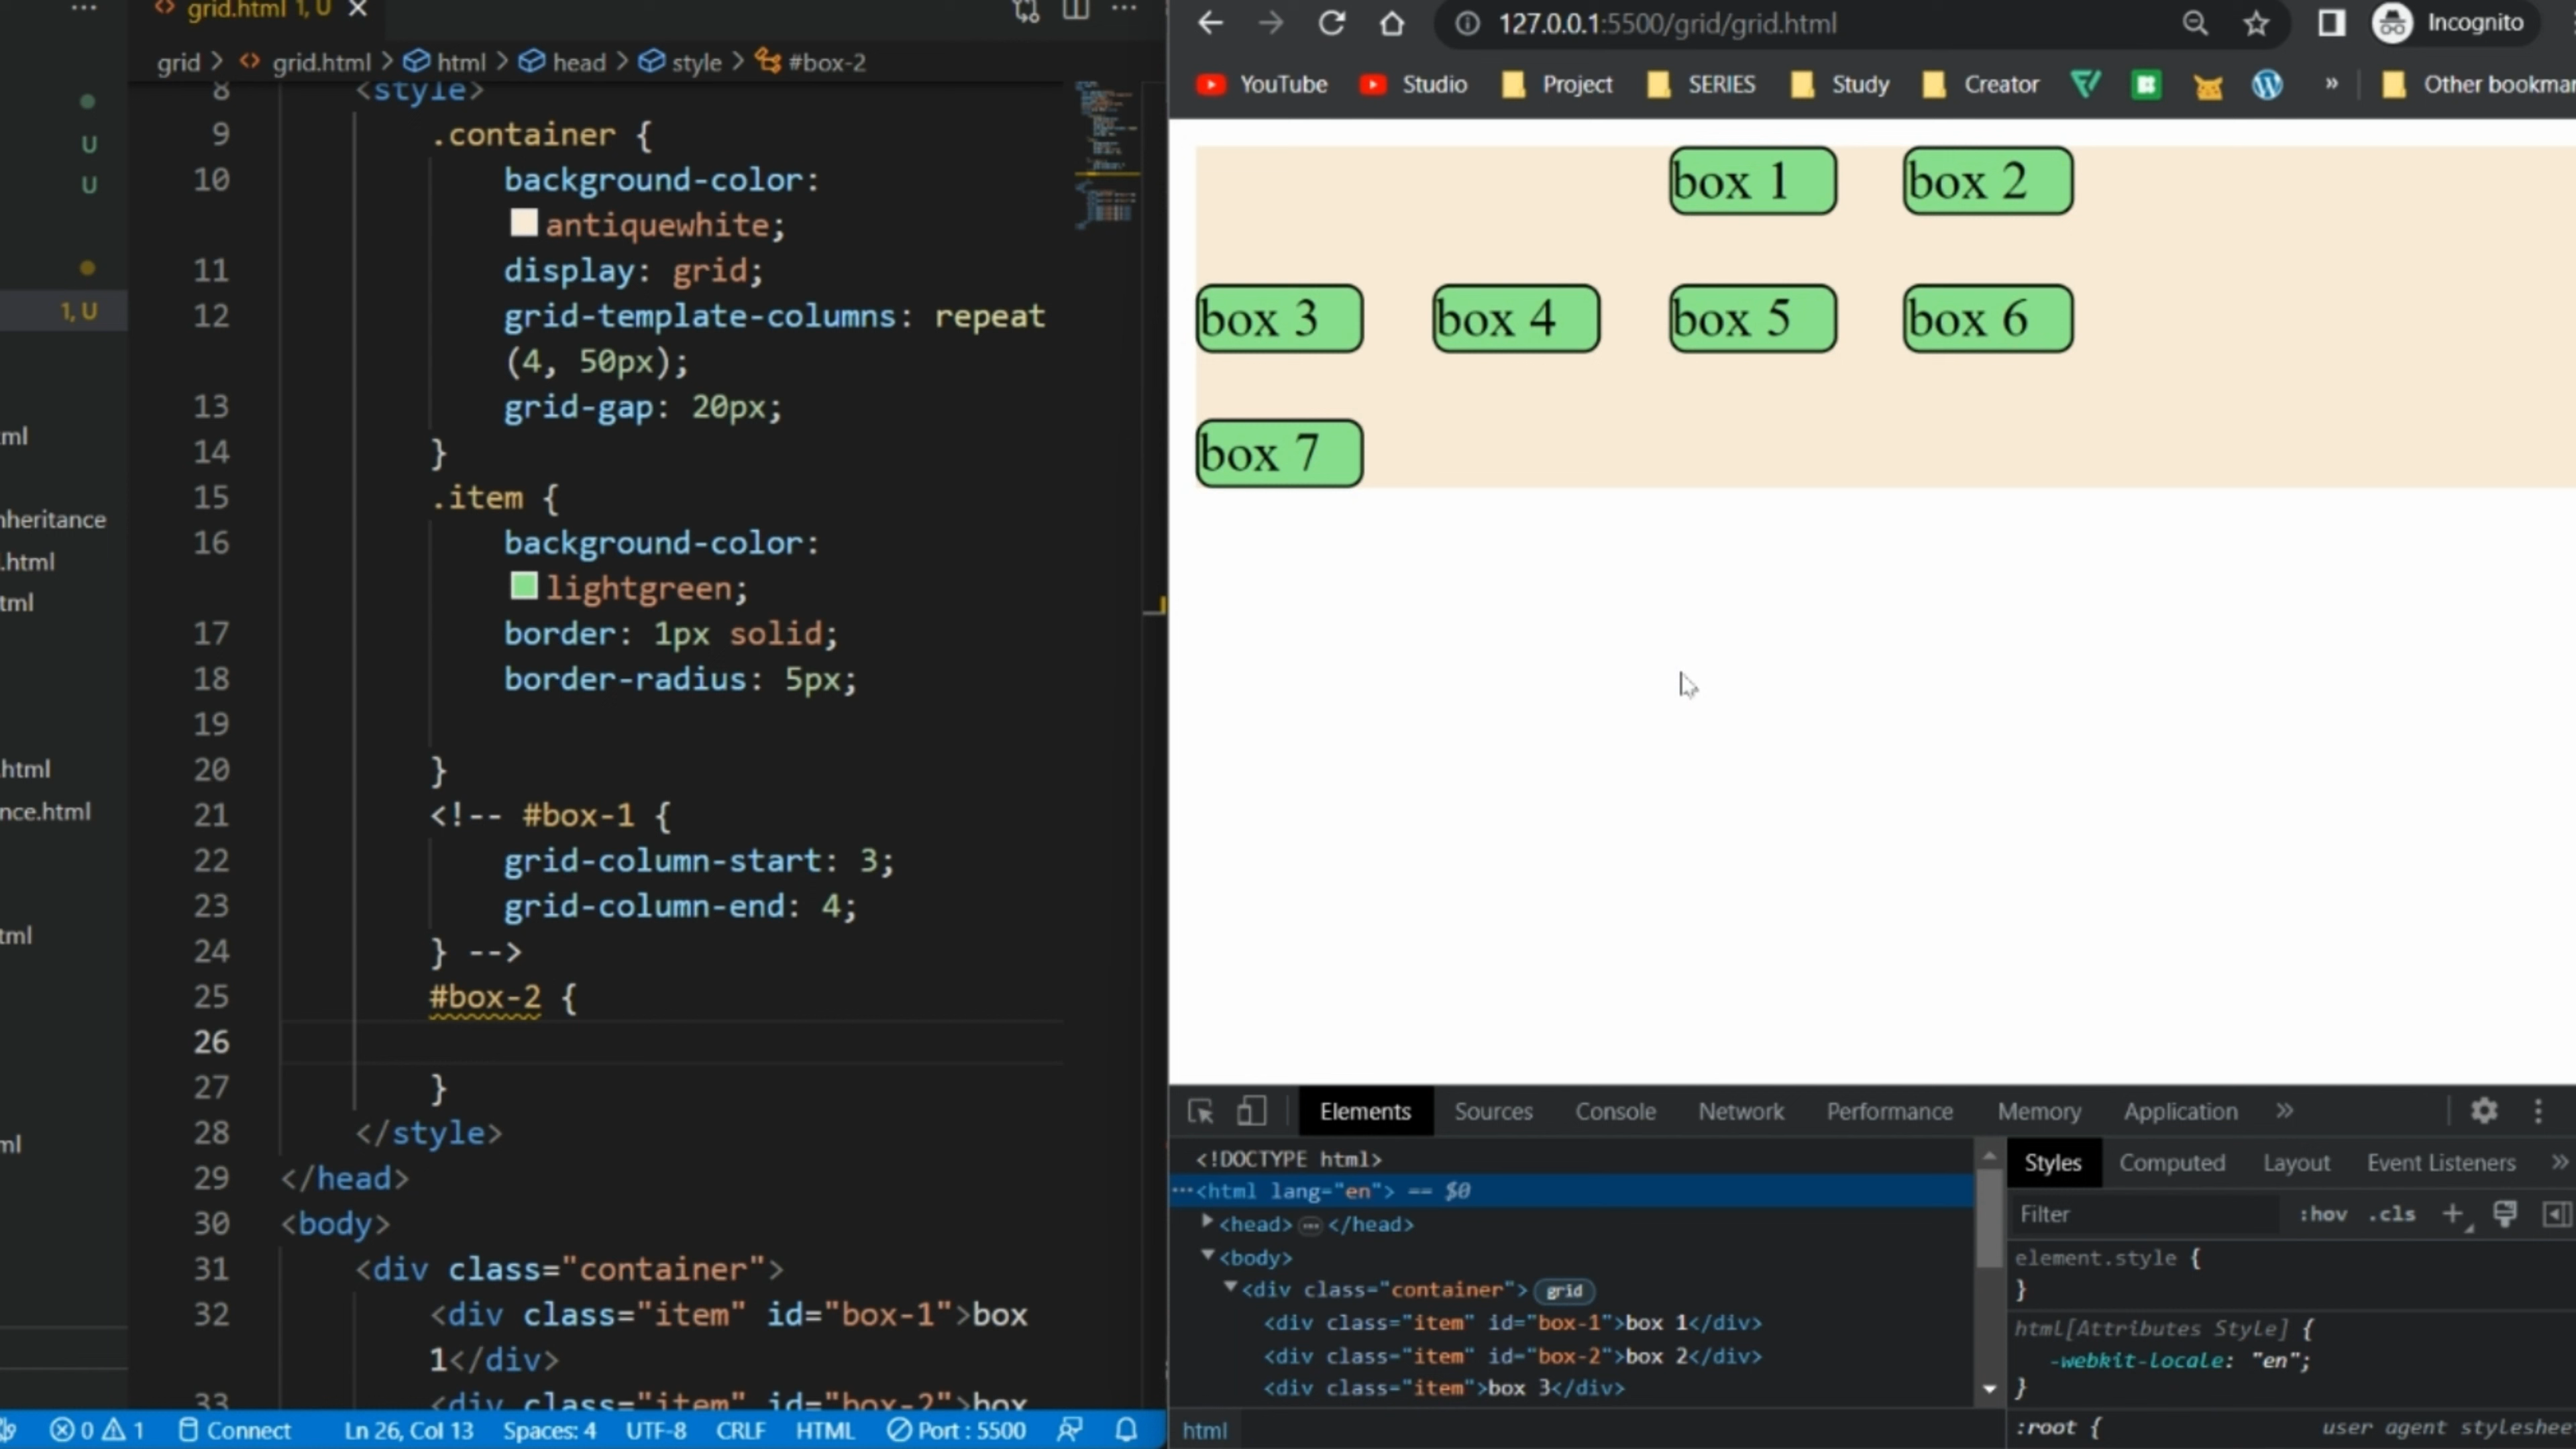 grid.html 1, U
grid > grid.html > html > head > style > #box-2
U
U
1, U
ml
nheritance
.html
tml
.html
nce.html
tml
ml
8 <style>
9 .container {
10 background-color:
antiquewhite;
11 display: grid;
12 grid-template-columns: repeat
(4, 50px);
13 grid-gap: 20px;
14 }
15 .item {
16 background-color:
lightgreen;
17 border: 1px solid;
18 border-radius: 5px;
19
20 }
21 <!-- #box-1 {
22 grid-column-start: 3;
23 grid-column-end: 4;
24 } -->
25 #box-2 {
26
27 }
28 </style>
29 </head>
30 <body>
31 <div class="container">
32 <div class="item" id="box-1">box
1</div>
33 <div class="item" id="box-2">box
0 1 Connect Ln 26, Col 13 Spaces: 4 UTF-8 CRLF HTML Port : 5500
127.0.0.1:5500/grid/grid.html Incognito
YouTube Studio Project SERIES Study Creator » Other bookmar
box 1 box 2
box 3 box 4 box 5 box 6
box 7
Elements Sources Console Network Performance Memory Application »
<!DOCTYPE html>
···<html lang="en"> == $0
<head> ··· </head>
<body>
<div class="container"> grid
<div class="item" id="box-1">box 1</div>
<div class="item" id="box-2">box 2</div>
<div class="item">box 3</div>
html
Styles Computed Layout Event Listeners »
Filter :hov .cls +
element.style {
}
html[Attributes Style] {
-webkit-locale: "en";
}
:root { user agent styleshee